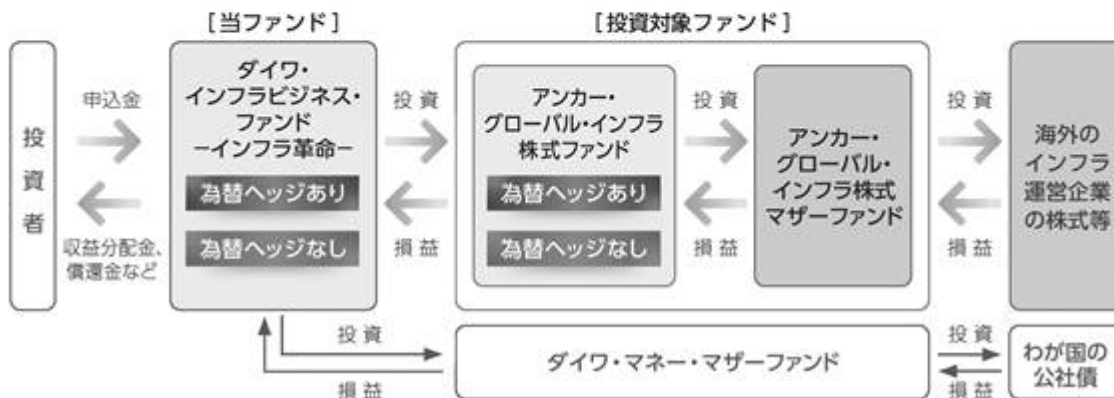 [当ファンド]
[投資対象ファンド]
投
資
者
申込金
収益分配金、
償還金など
ダイワ・
インフラビジネス・
ファンド
－インフラ革命－
為替ヘッジあり
為替ヘッジなし
投資
損益
アンカー・
グローバル・インフラ
株式ファンド
為替ヘッジあり
為替ヘッジなし
投資
損益
アンカー・
グローバル・
インフラ株式
マザーファンド
投資
損益
海外の
インフラ
運営企業
の株式等
投資
損益
ダイワ・マネー・マザーファンド
投資
損益
わが国の
公社債